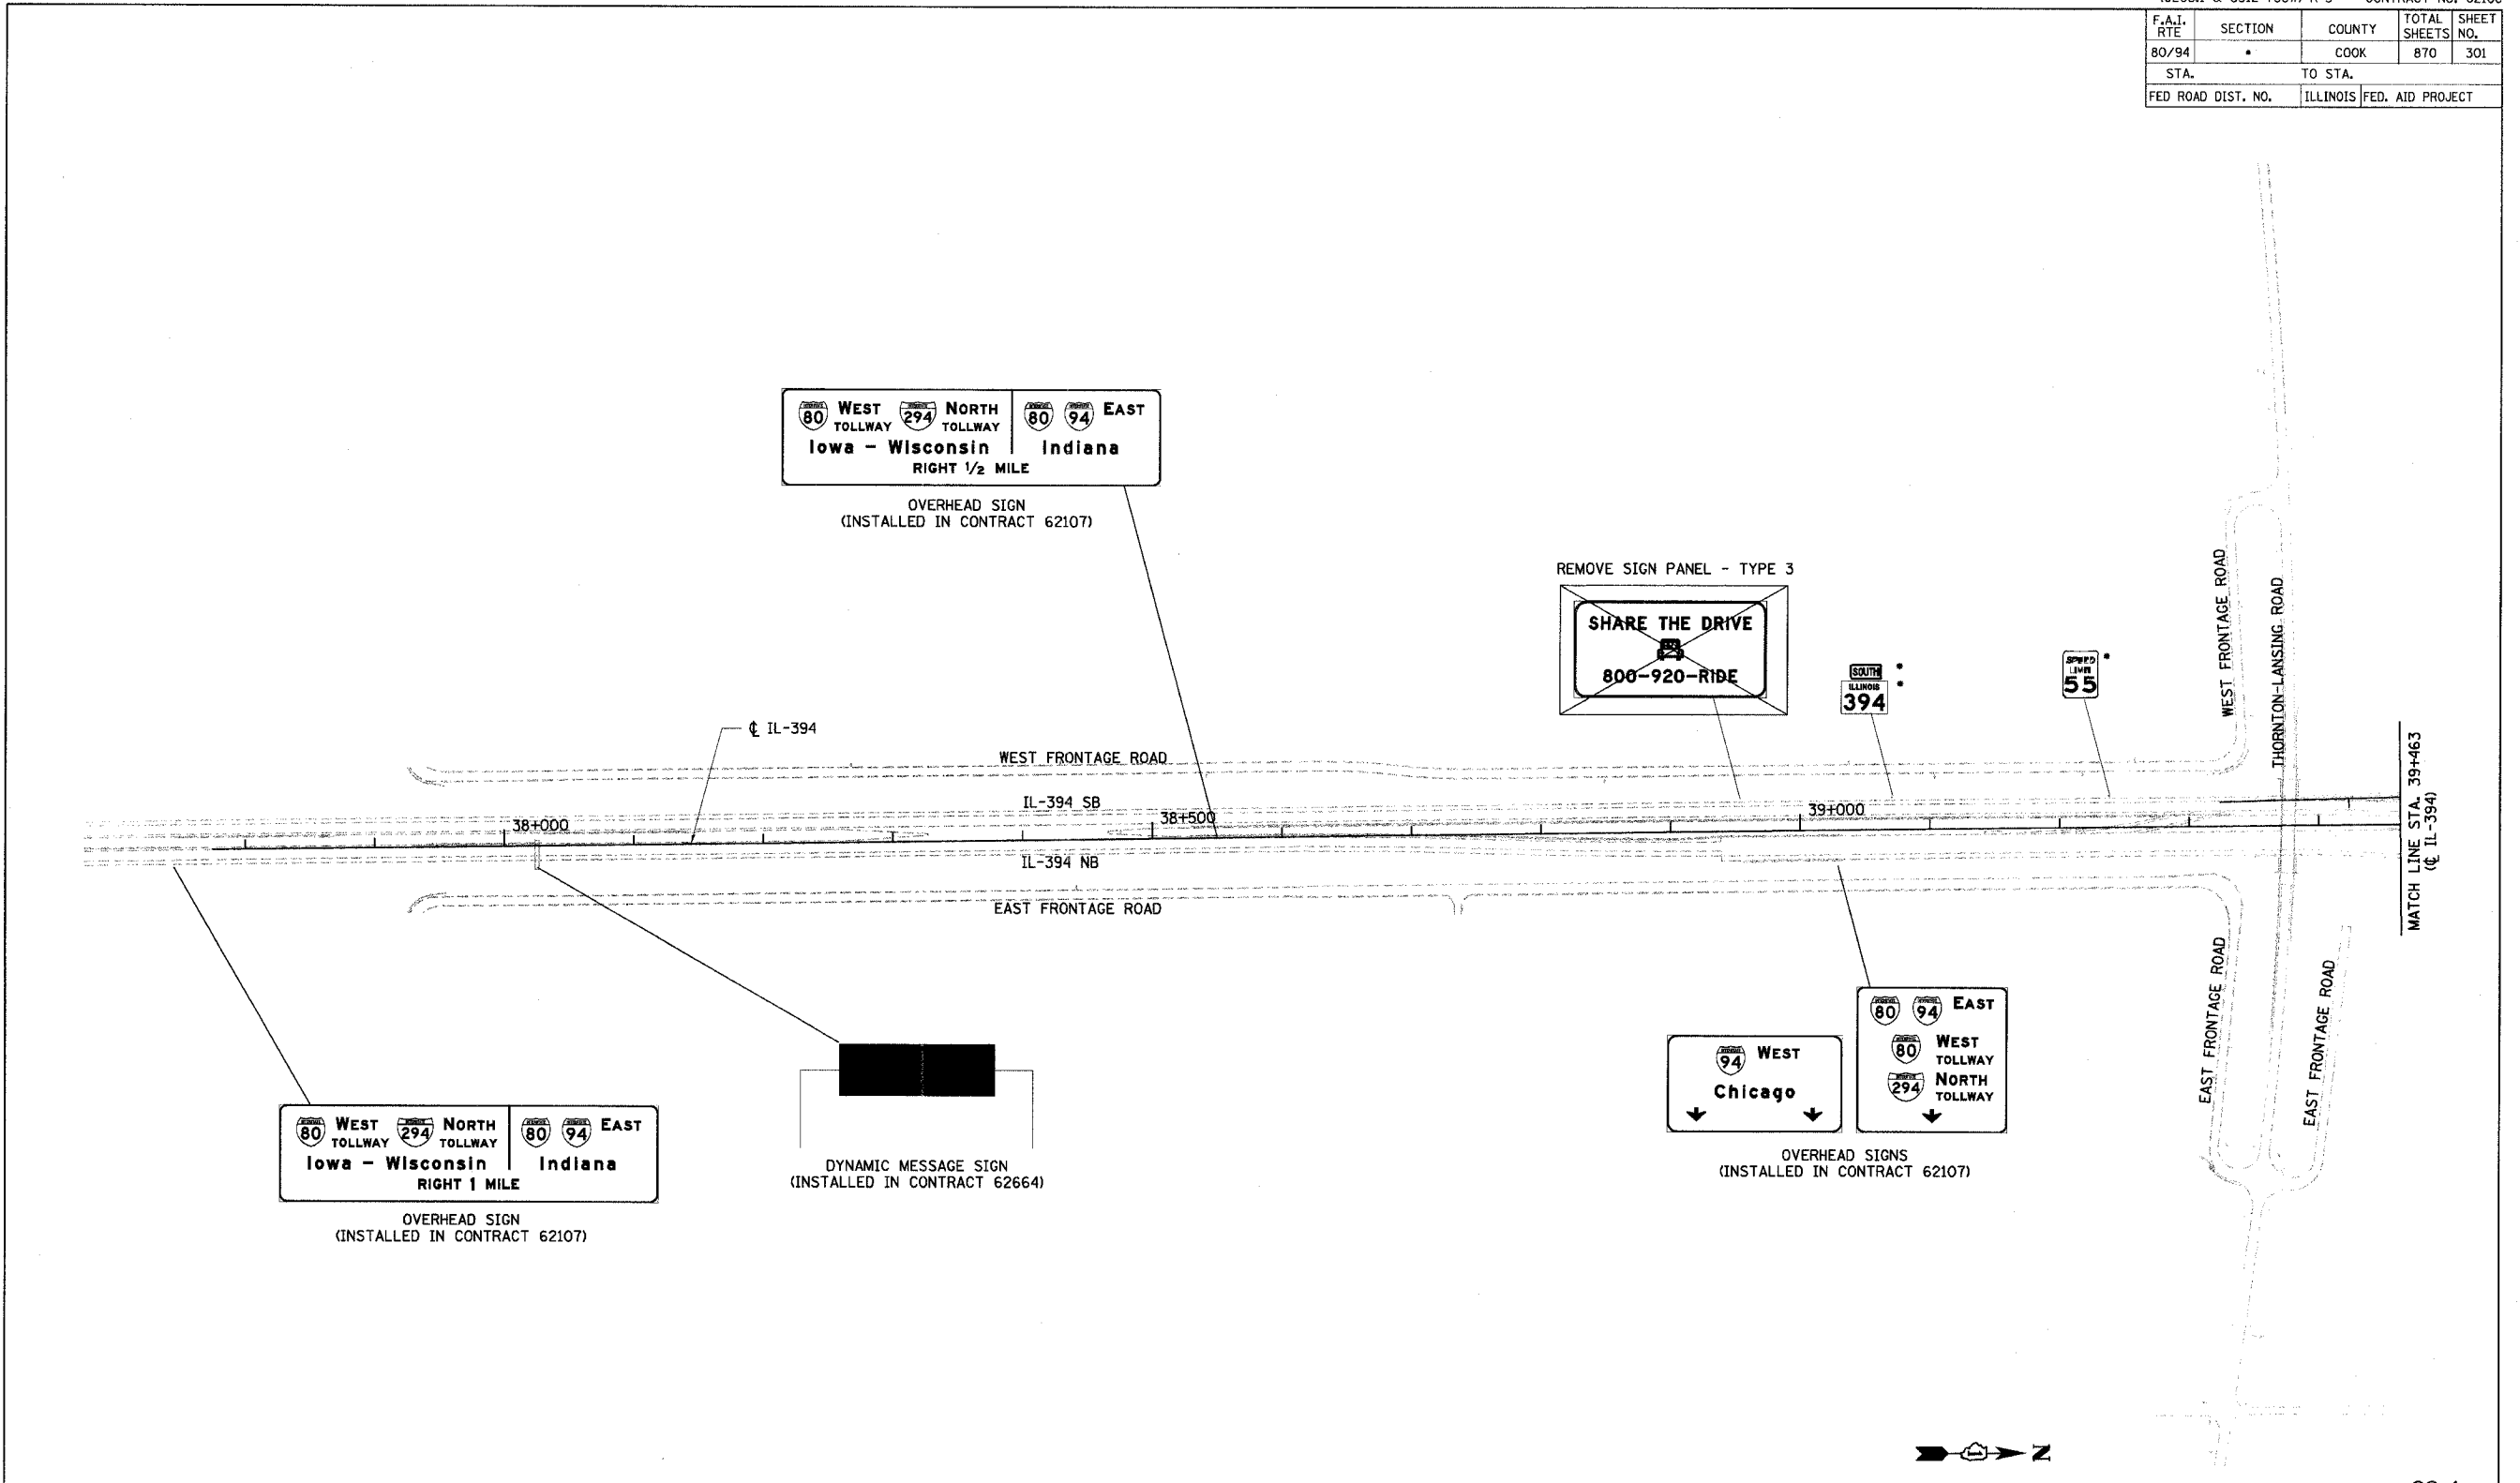 CONTRACT NO.
F.A.I. RTE
SECTION
COUNTY
TOTAL SHEETS
SHEET NO.
80/94
•
COOK
870
301
STA.
TO STA.
FED ROAD DIST. NO.
ILLINOIS
FED. AID PROJECT
80 WEST TOLLWAY 294 NORTH TOLLWAY
80 94 EAST
Iowa - Wisconsin
Indiana
RIGHT 1/2 MILE
OVERHEAD SIGN
(INSTALLED IN CONTRACT 62107)
REMOVE SIGN PANEL - TYPE 3
SHARE THE DRIVE
800-920-RIDE
SOUTH
ILLINOIS
394
SPEED
LIMIT
55
WEST FRONTAGE ROAD
THORNTON-LANSING ROAD
℄ IL-394
WEST FRONTAGE ROAD
IL-394 SB
38+000
38+500
39+000
IL-394 NB
EAST FRONTAGE ROAD
MATCH LINE STA. 39+463
(℄ IL-394)
EAST FRONTAGE ROAD
EAST FRONTAGE ROAD
80 WEST TOLLWAY 294 NORTH TOLLWAY
80 94 EAST
Iowa - Wisconsin
Indiana
RIGHT 1 MILE
OVERHEAD SIGN
(INSTALLED IN CONTRACT 62107)
DYNAMIC MESSAGE SIGN
(INSTALLED IN CONTRACT 62664)
94 WEST
Chicago
80 94 EAST
80 WEST
TOLLWAY
294 NORTH
TOLLWAY
OVERHEAD SIGNS
(INSTALLED IN CONTRACT 62107)
N